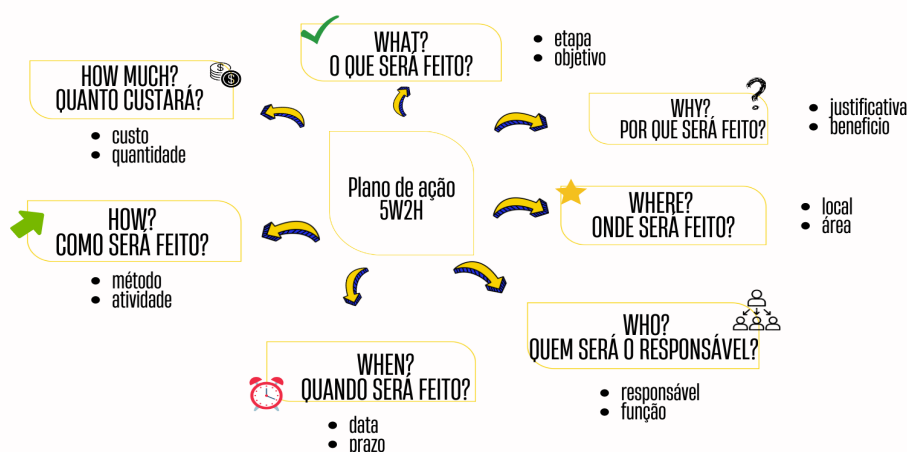 WHAT?
O QUE SERÁ FEITO?
• etapa
• objetivo
HOW MUCH?
QUANTO CUSTARÁ?
• custo
• quantidade
WHY?
POR QUE SERÁ FEITO?
• justificativa
• beneficio
Plano de ação
5W2H
WHERE?
ONDE SERÁ FEITO?
• local
• área
HOW?
COMO SERÁ FEITO?
• método
• atividade
WHO?
QUEM SERÁ O RESPONSÁVEL?
• responsável
• função
WHEN?
QUANDO SERÁ FEITO?
• data
• prazo